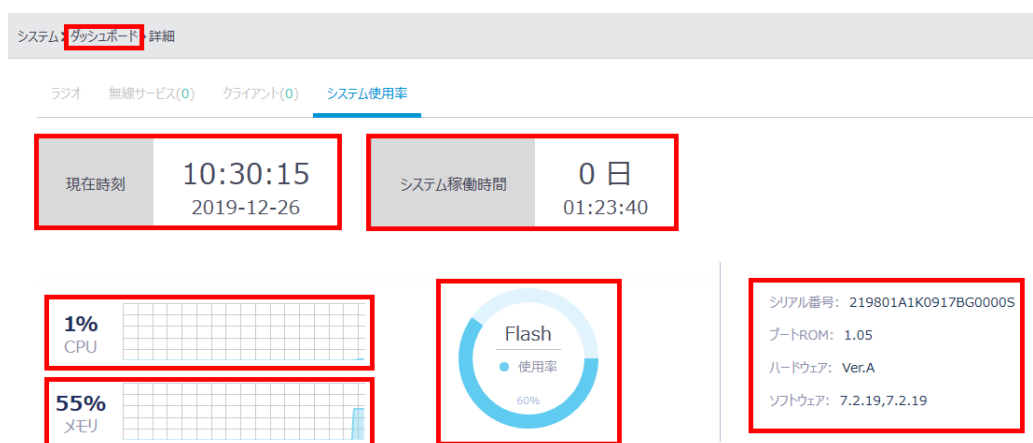 システム > ダッシュボード > 詳細
ラジオ 無線サービス(0) クライアント(0) システム使用率
現在時刻
10:30:15
2019-12-26
システム稼働時間
0 日
01:23:40
1%
CPU
55%
メモリ
Flash
使用率
60%
シリアル番号: 219801A1K0917BG0000S
ブートROM: 1.05
ハードウェア: Ver.A
ソフトウェア: 7.2.19,7.2.19